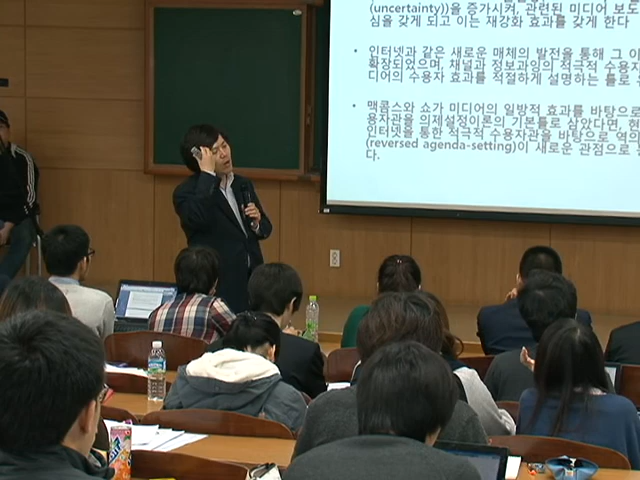 (uncertainty))을 증가시켜, 관련된 미디어 보도
심을 갖게 되고 이는 재강화 효과를 갖게 한다
• 인터넷과 같은 새로운 매체의 발전을 통해 그
확장되었으며, 채널과 정보과잉의 적극적 수용자
디어의 수용자 효과를 적절하게 설명하는 틀로
• 맥콤스와 쇼가 미디어의 일방적 효과를 바탕으로
용자관을 의제설정이론의 기본틀로 삼았다면, 현
인터넷을 통한 적극적 수용자관을 바탕으로 역의
(reversed agenda-setting)이 새로운 관점으로
다.